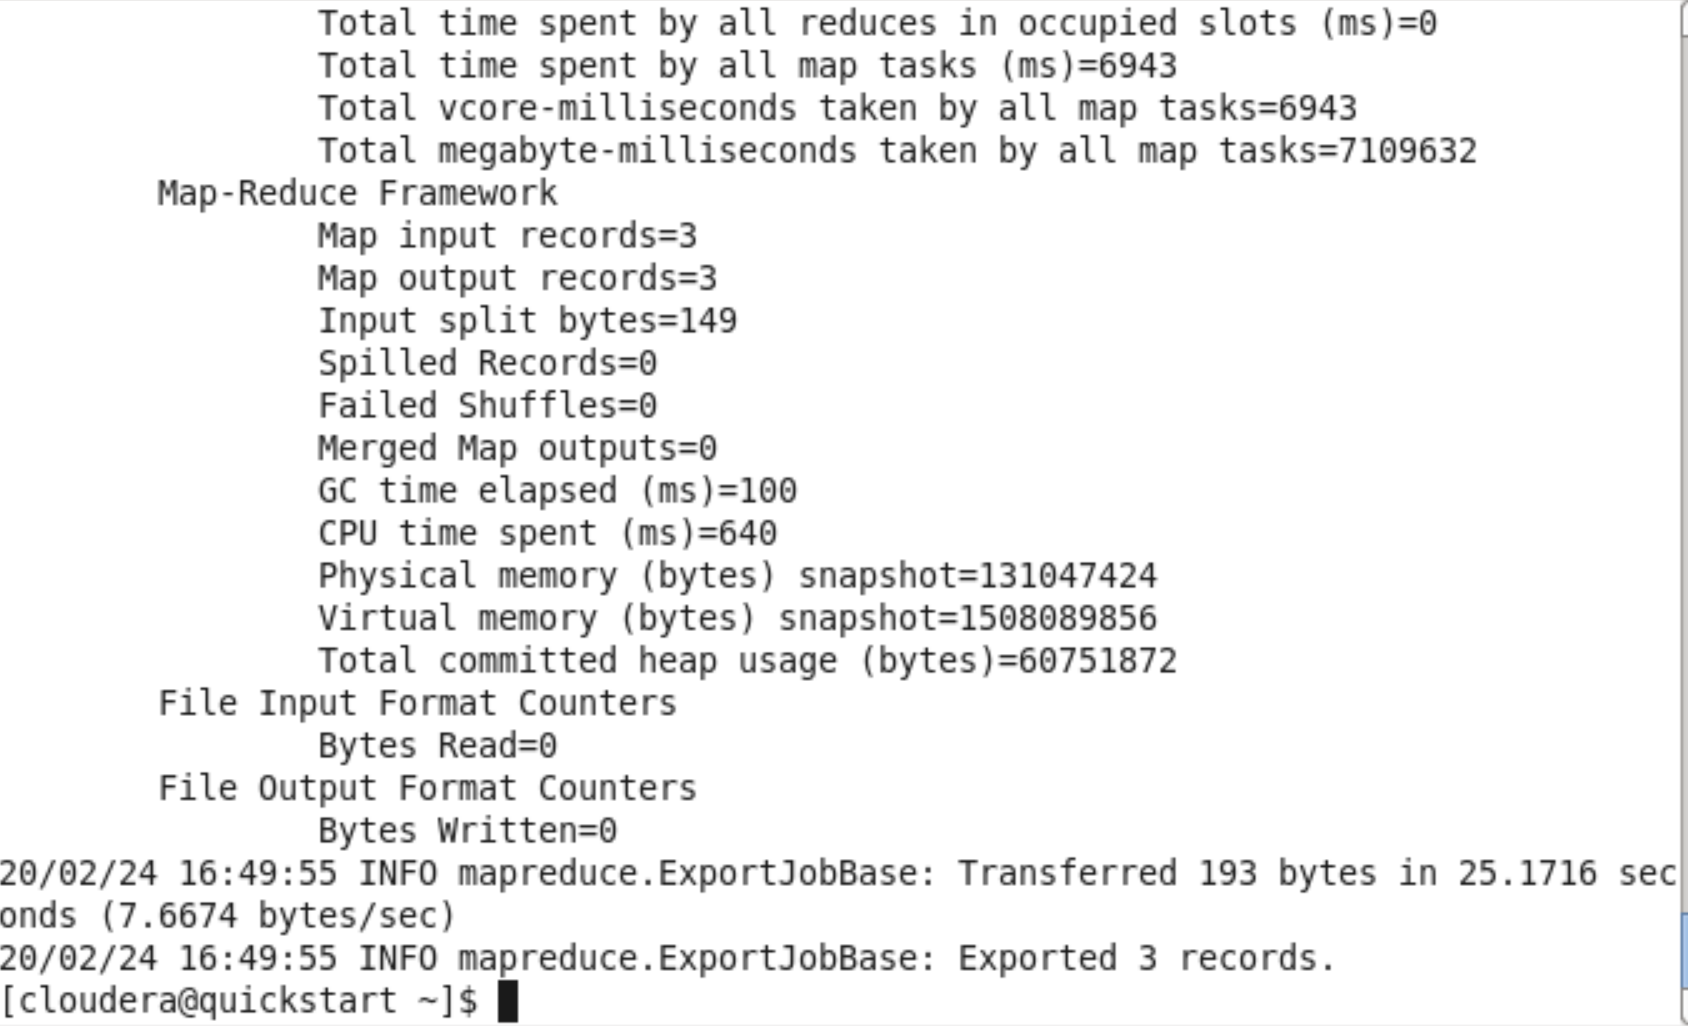 Total time spent by all reduces in occupied slots (ms)=0
Total time spent by all map tasks (ms)=6943
Total vcore-milliseconds taken by all map tasks=6943
Total megabyte-milliseconds taken by all map tasks=7109632
Map-Reduce Framework
Map input records=3
Map output records=3
Input split bytes=149
Spilled Records=0
Failed Shuffles=0
Merged Map outputs=0
GC time elapsed (ms)=100
CPU time spent (ms)=640
Physical memory (bytes) snapshot=131047424
Virtual memory (bytes) snapshot=1508089856
Total committed heap usage (bytes)=60751872
File Input Format Counters
Bytes Read=0
File Output Format Counters
Bytes Written=0
20/02/24 16:49:55 INFO mapreduce.ExportJobBase: Transferred 193 bytes in 25.1716 sec
onds (7.6674 bytes/sec)
20/02/24 16:49:55 INFO mapreduce.ExportJobBase: Exported 3 records.
[cloudera@quickstart ~]$